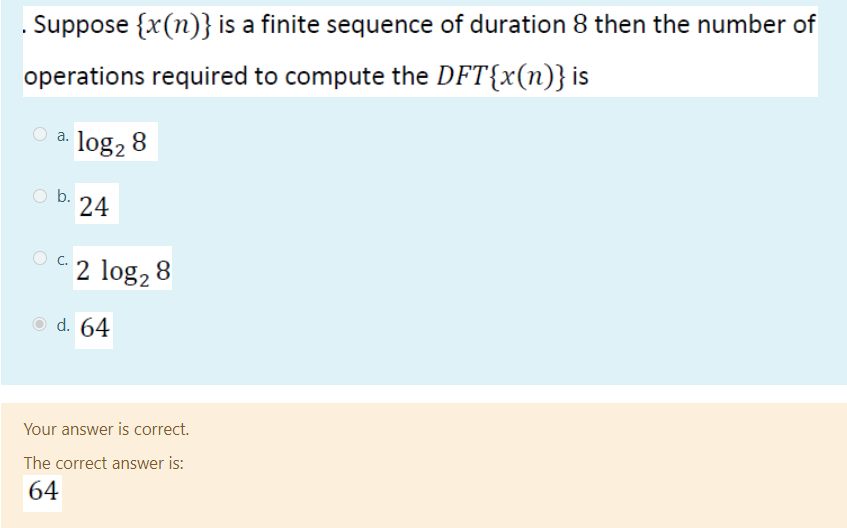 . Suppose {x(n)} is a finite sequence of duration 8 then the number of
operations required to compute the DFT{x(n)} is
a. log₂ 8
b. 24
c. 2 log₂ 8
d. 64
Your answer is correct.
The correct answer is:
64